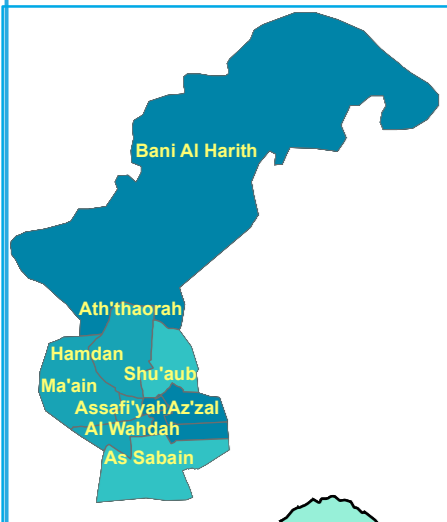 Bani Al Harith
Ath'thaorah
Hamdan
Shu'aub
Ma'ain
Assafi'yah Az'zal
Al Wahdah
As Sabain